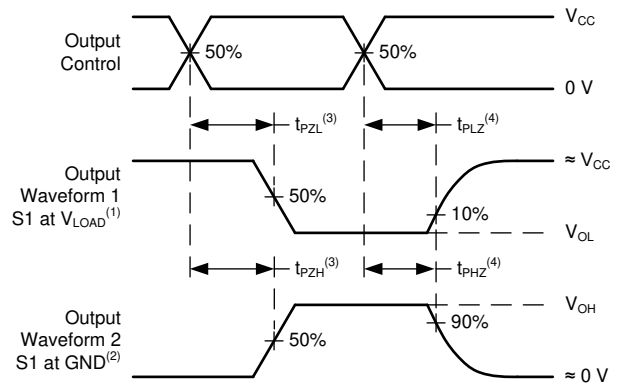 Output
Control
50%
50%
V_CC
0 V
t_PZL^(3)
t_PLZ^(4)
Output
Waveform 1
S1 at V_LOAD^(1)
50%
10%
≈ V_CC
V_OL
t_PZH^(3)
t_PHZ^(4)
Output
Waveform 2
S1 at GND^(2)
50%
90%
V_OH
≈ 0 V